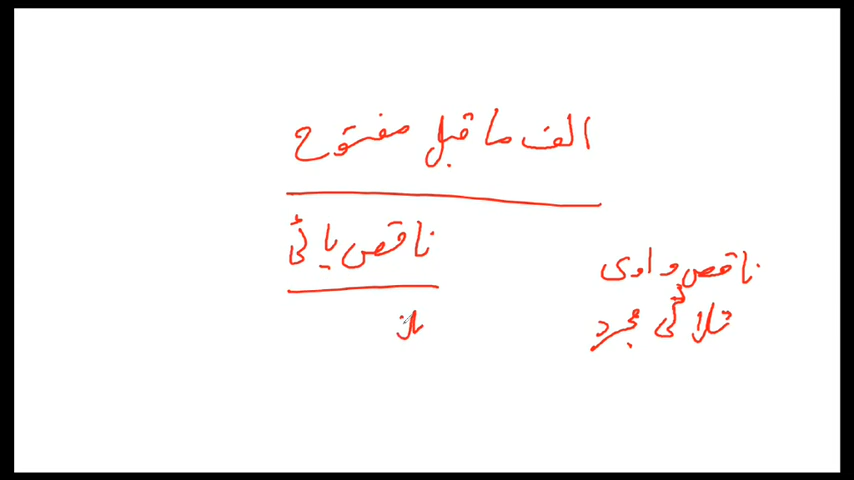 الف ما قبل مفتوح
ناقص یائی
ناقص واوی
ثلاثی مجرد